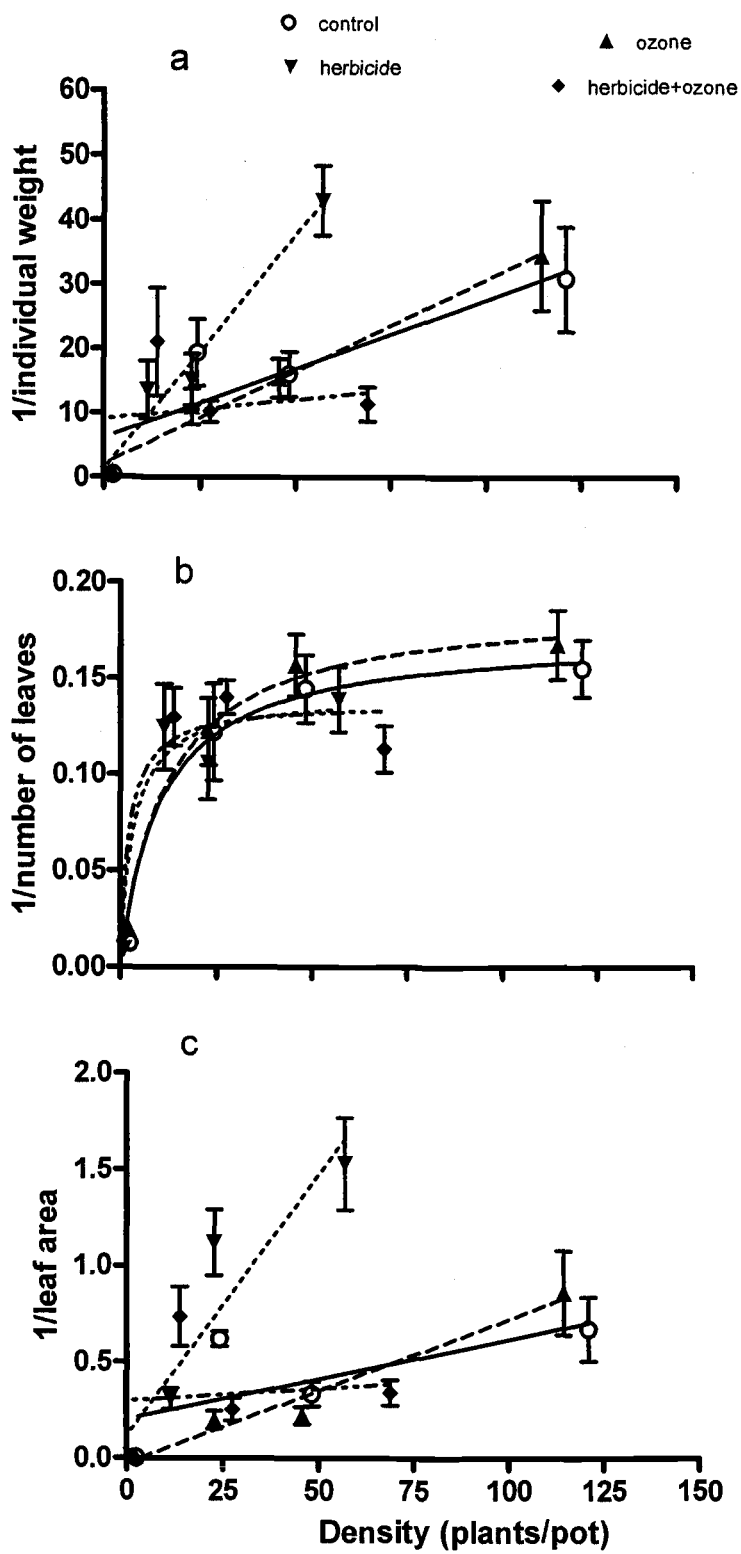 control
ozone
herbicide
herbicide+ozone
a
60
50
40
30
20
10
0
1/individual weight
b
0.20
0.15
0.10
0.05
0.00
1/number of leaves
c
2.0
1.5
1.0
0.5
0.0
1/leaf area
0 25 50 75 100 125 150
Density (plants/pot)